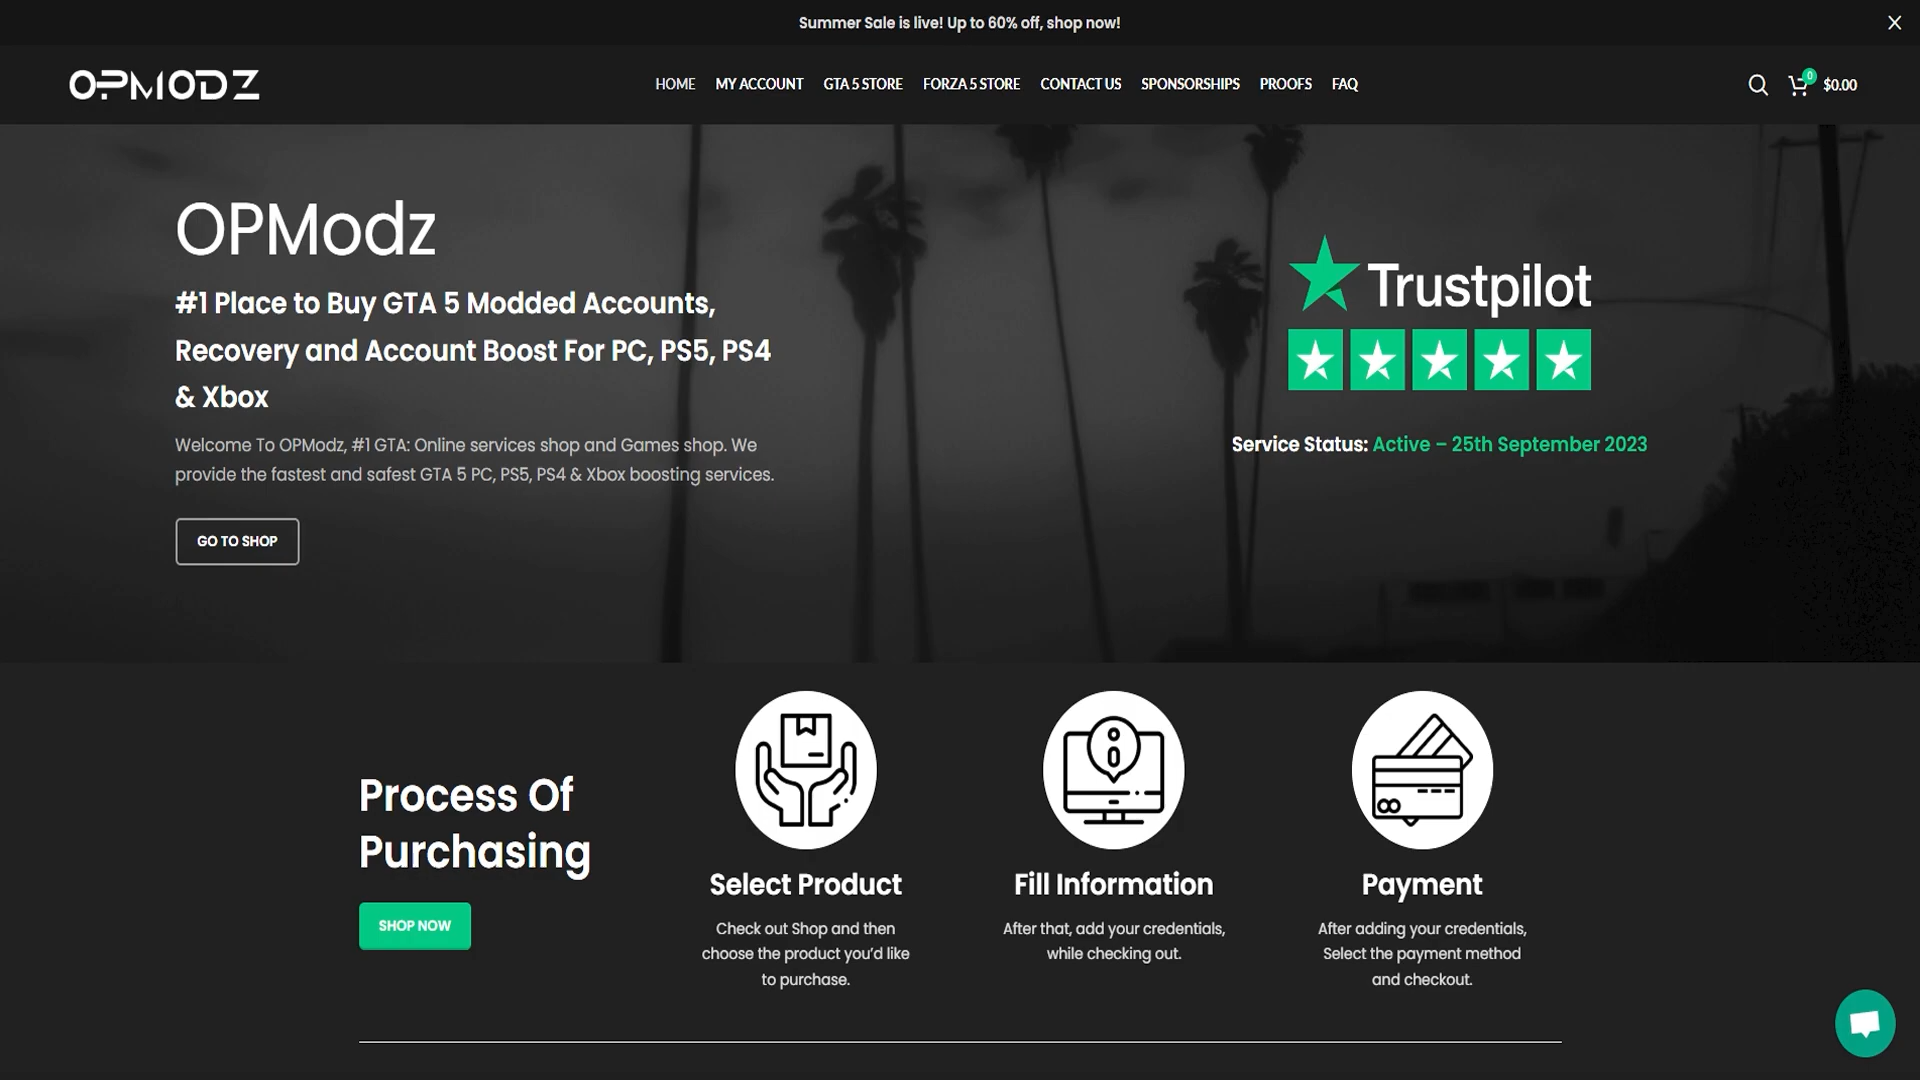 Summer Sale is live! Up to 60% off, shop now!
OPMODZ
HOME MY ACCOUNT GTA 5 STORE FORZA 5 STORE CONTACT US SPONSORSHIPS PROOFS FAQ
0
$0.00
OPModz
#1 Place to Buy GTA 5 Modded Accounts,
Recovery and Account Boost For PC, PS5, PS4
& Xbox
Welcome To OPModz, #1 GTA: Online services shop and Games shop. We
provide the fastest and safest GTA 5 PC, PS5, PS4 & Xbox boosting services.
GO TO SHOP
Trustpilot
Service Status: Active – 25th September 2023
Process Of
Purchasing
SHOP NOW
Select Product
Check out Shop and then
choose the product you’d like
to purchase.
Fill Information
After that, add your credentials,
while checking out.
Payment
After adding your credentials,
Select the payment method
and checkout.